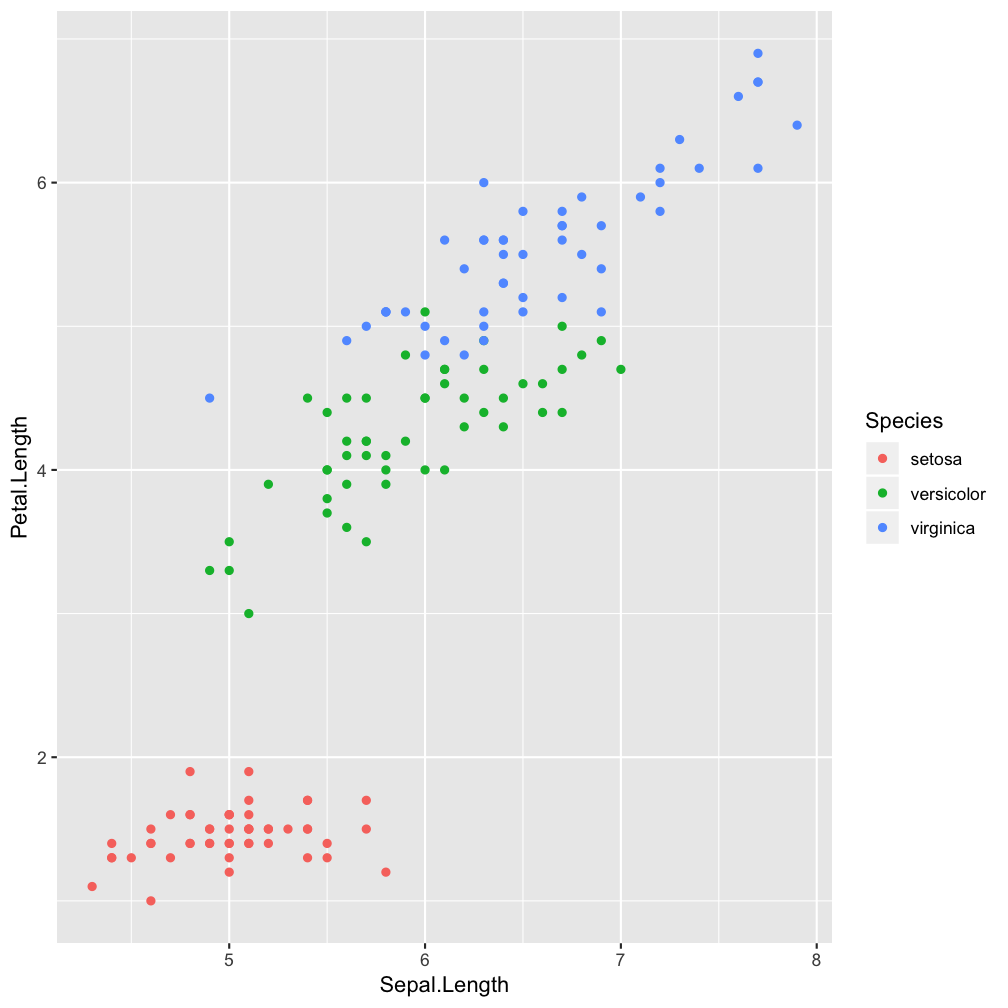 6
4
2
Petal.Length
5 6 7 8
Sepal.Length
Species
setosa
versicolor
virginica